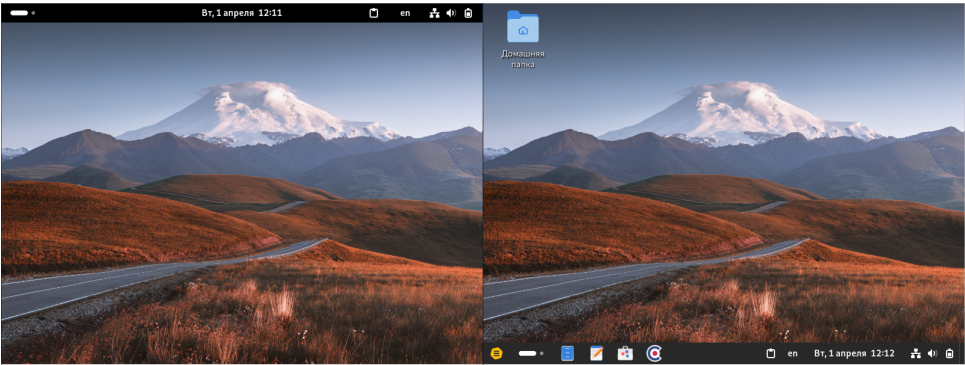 Вт, 1 апреля 12:11
en
Домашняя
папка
en
Вт, 1 апреля 12:12